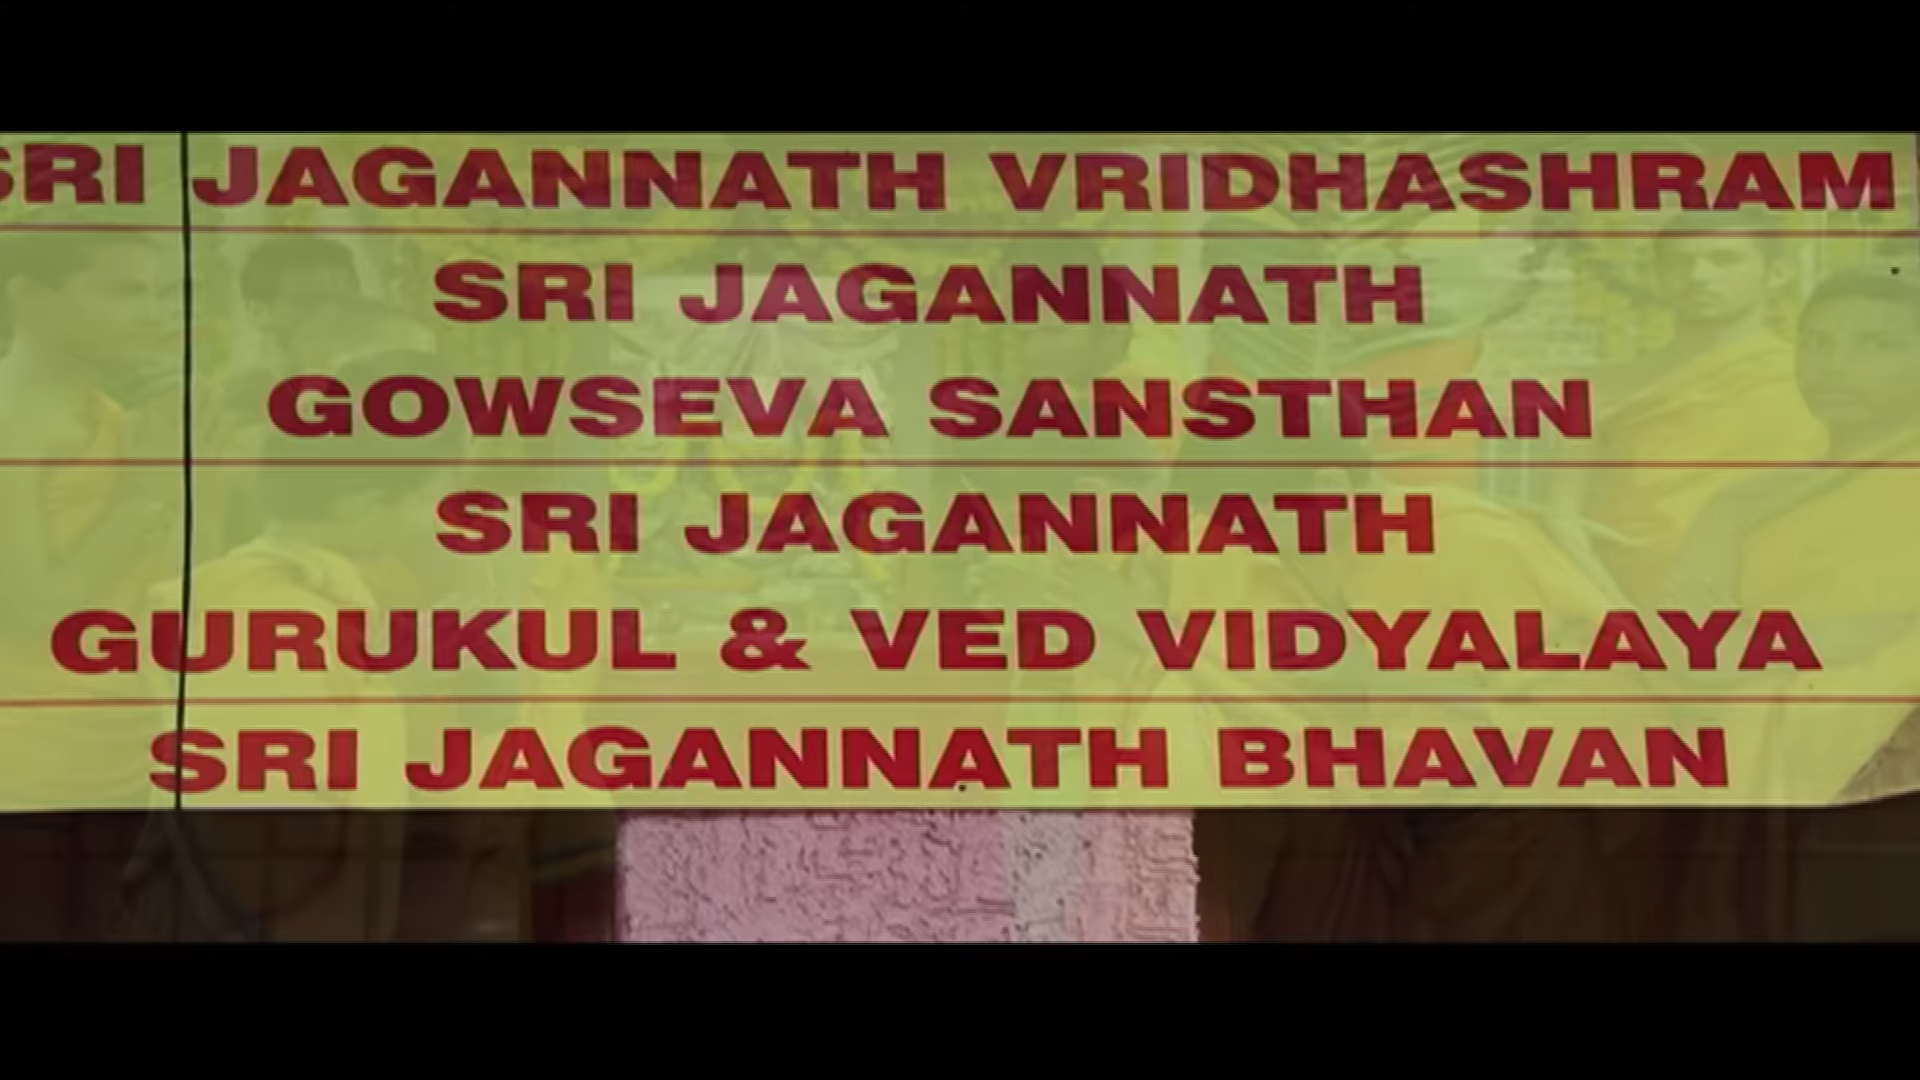 SRI JAGANNATH VRIDHASHRAM
SRI JAGANNATH
GOWSEVA SANSTHAN
SRI JAGANNATH
GURUKUL & VED VIDYALAYA
SRI JAGANNATH BHAVAN